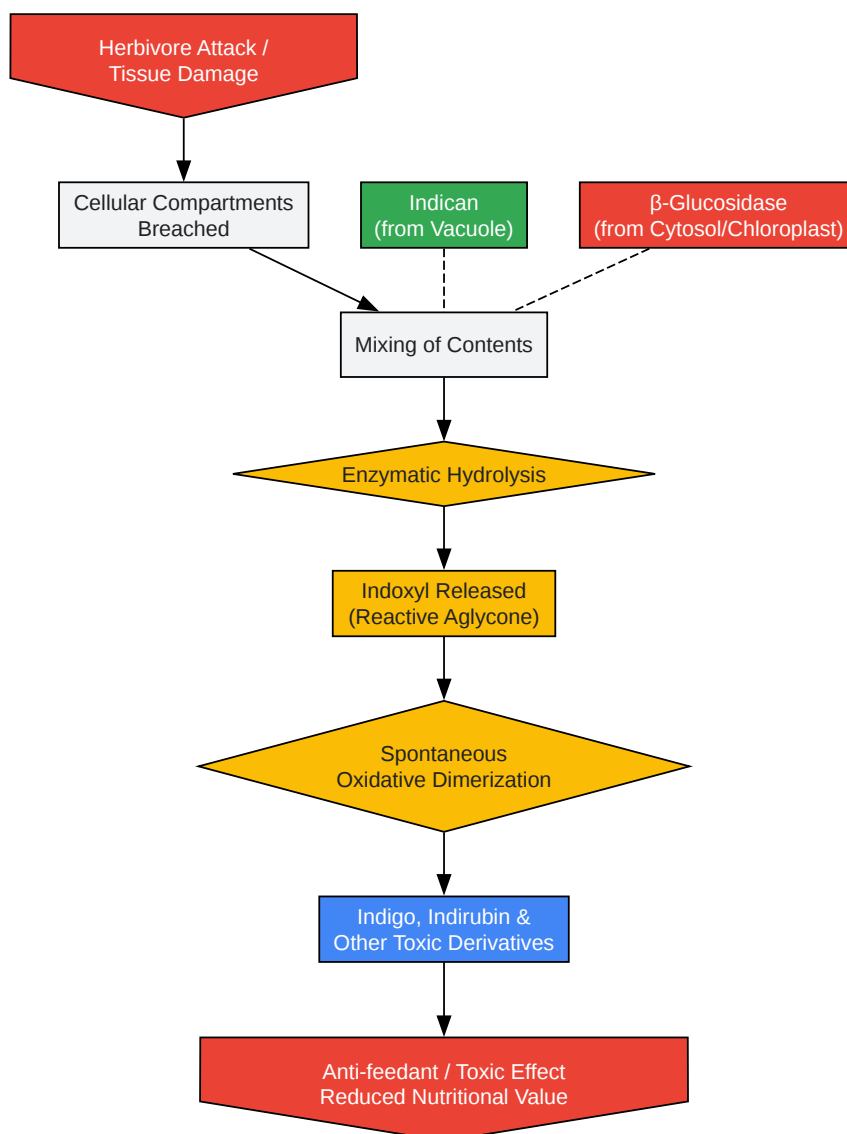 Herbivore Attack /
Tissue Damage
Cellular Compartments
Breached
Indican
(from Vacuole)
β-Glucosidase
(from Cytosol/Chloroplast)
Mixing of Contents
Enzymatic Hydrolysis
Indoxyl Released
(Reactive Aglycone)
Spontaneous
Oxidative Dimerization
Indigo, Indirubin &
Other Toxic Derivatives
Anti-feedant / Toxic Effect
Reduced Nutritional Value